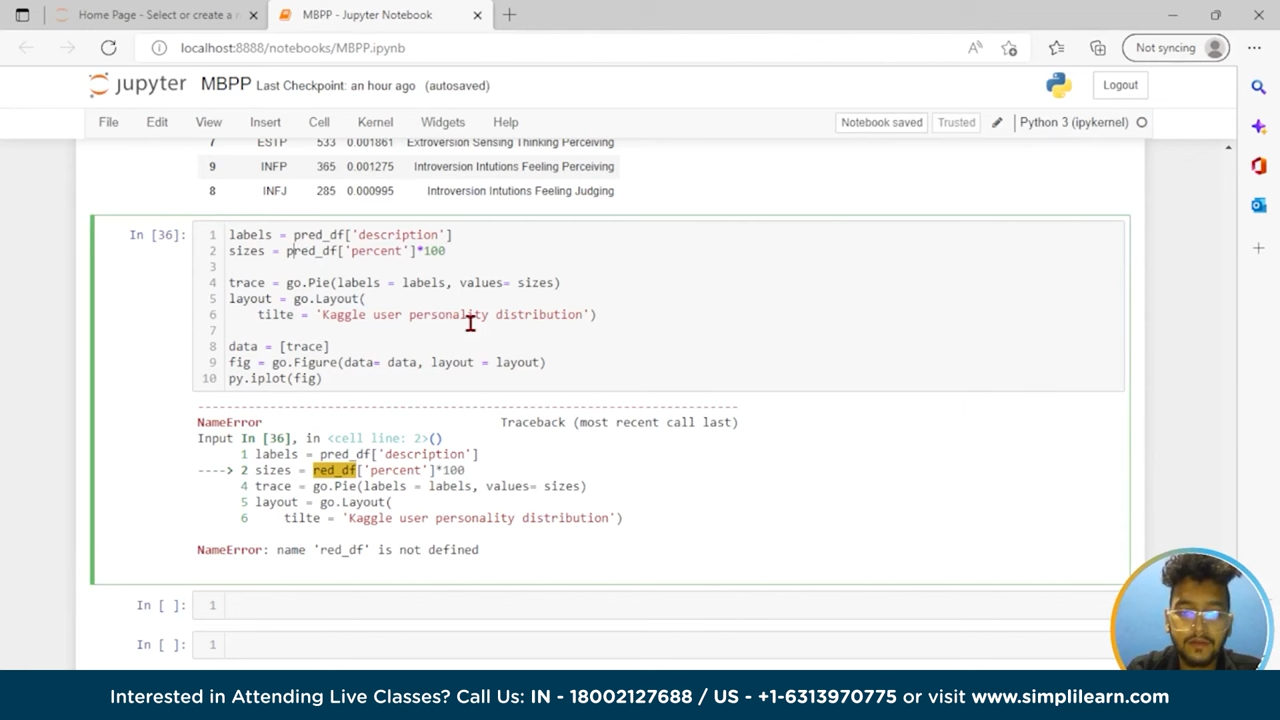 Home Page - Select or create a n
MBPP - Jupyter Notebook
localhost:8888/notebooks/MBPP.ipynb
Not syncing
jupyter MBPP Last Checkpoint: an hour ago (autosaved)
Logout
File Edit View Insert Cell Kernel Widgets Help
Notebook saved Trusted Python 3 (ipykernel)
7 ESTP 533 0.001861 Extroversion Sensing Thinking Perceiving
9 INFP 365 0.001275 Introversion Intutions Feeling Perceiving
8 INFJ 285 0.000995 Introversion Intutions Feeling Judging
In [36]: 1 labels = pred_df['description']
2 sizes = pred_df['percent']*100
3
4 trace = go.Pie(labels = labels, values= sizes)
5 layout = go.Layout(
6 tilte = 'Kaggle user personality distribution')
7
8 data = [trace]
9 fig = go.Figure(data= data, layout = layout)
10 py.iplot(fig)
---------------------------------------------------------------------------
NameError Traceback (most recent call last)
Input In [36], in <cell line: 2>()
1 labels = pred_df['description']
----> 2 sizes = red_df['percent']*100
4 trace = go.Pie(labels = labels, values= sizes)
5 layout = go.Layout(
6 tilte = 'Kaggle user personality distribution')
NameError: name 'red_df' is not defined
In [ ]: 1
In [ ]: 1
Interested in Attending Live Classes? Call Us: IN - 18002127688 / US - +1-6313970775 or visit www.simplilearn.com